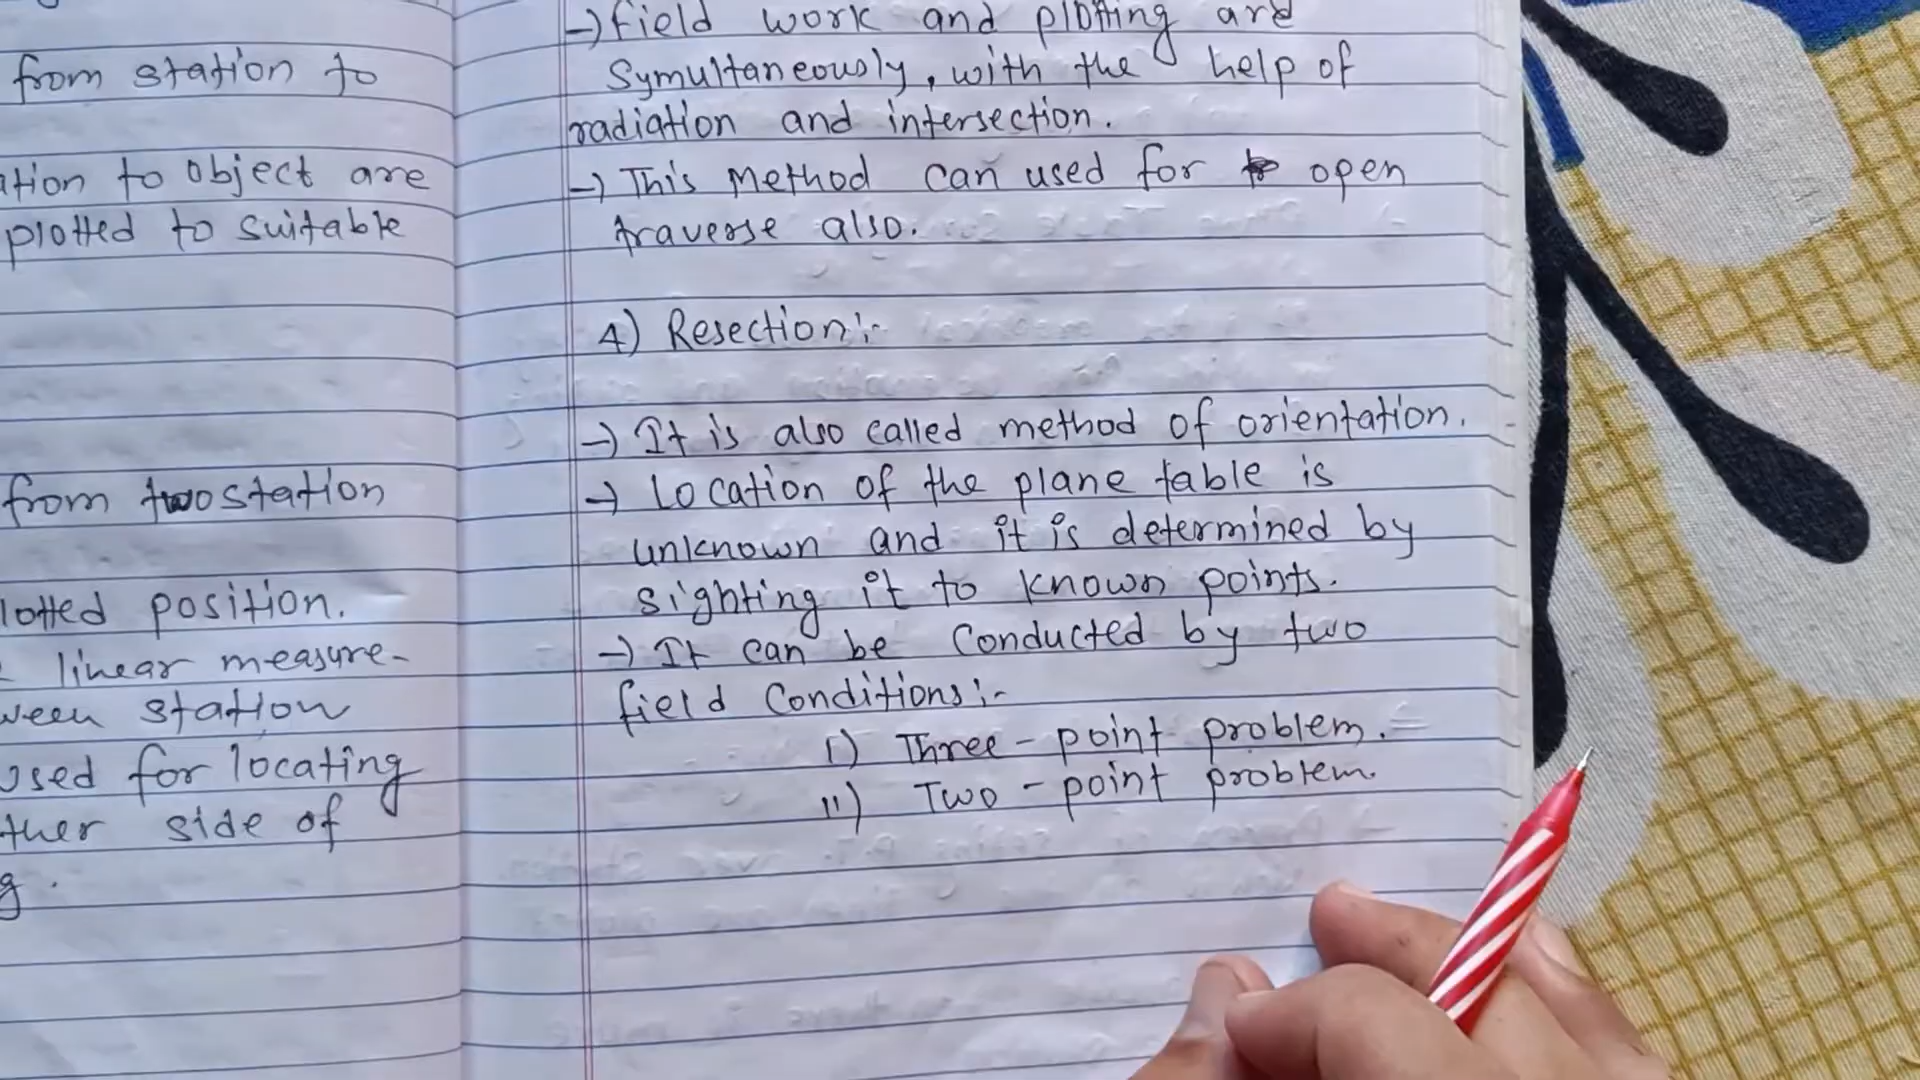 from station to
ation to object are
plotted to suitable
from two station
lotted position.
linear measure-
ween station
used for locating
ther side of
g.
→ field work and plotting are
Symultaneously, with the help of
radiation and intersection.
→ This method can used for open
traverse also.
4) Resection:-
→ It is also called method of orientation.
→ Location of the plane table is
unknown and it is determined by
sighting it to known points.
→ It can be Conducted by two
field Conditions:-
I) Three-point problem.
II) Two-point problem.